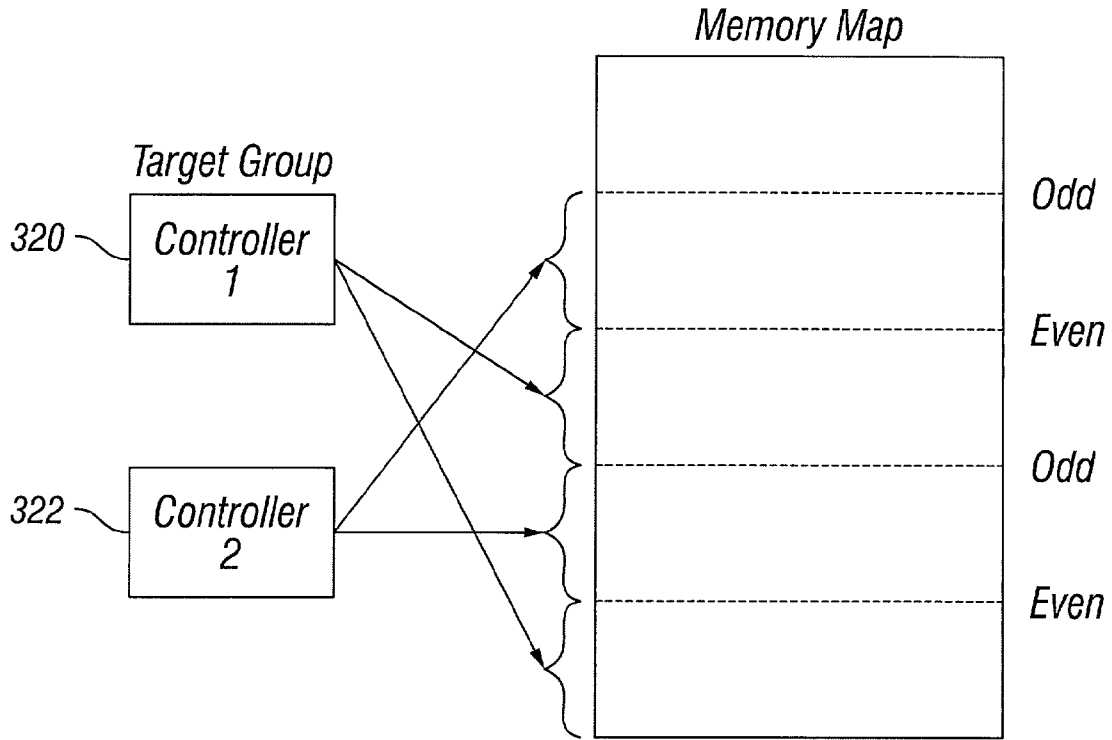 Memory Map
Target Group
320
Controller
1
322
Controller
2
Odd
Even
Odd
Even